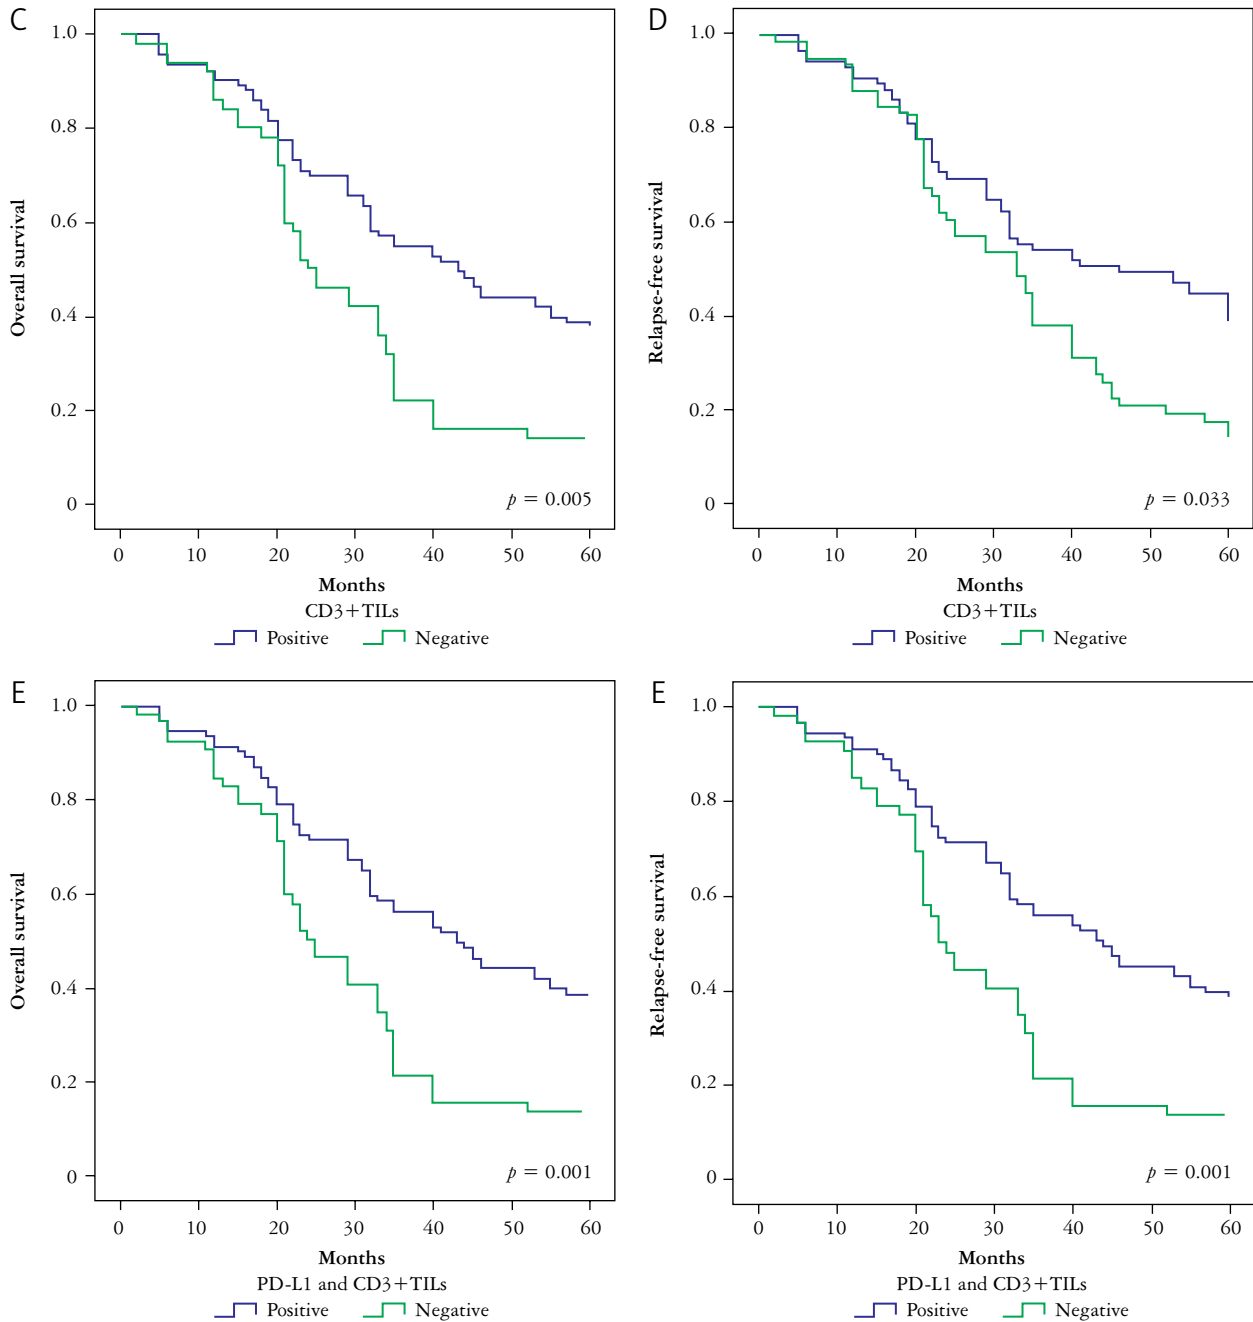 C
1.0
0.8
0.6
0.4
0.2
0
Overall survival
p = 0.005
0 10 20 30 40 50 60
Months
CD3+TILs
Positive Negative
D
1.0
0.8
0.6
0.4
0.2
0
Relapse-free survival
p = 0.033
0 10 20 30 40 50 60
Months
CD3+TILs
Positive Negative
E
1.0
0.8
0.6
0.4
0.2
0
Overall survival
p = 0.001
0 10 20 30 40 50 60
Months
PD-L1 and CD3+TILs
Positive Negative
E
1.0
0.8
0.6
0.4
0.2
0
Relapse-free survival
p = 0.001
0 10 20 30 40 50 60
Months
PD-L1 and CD3+TILs
Positive Negative